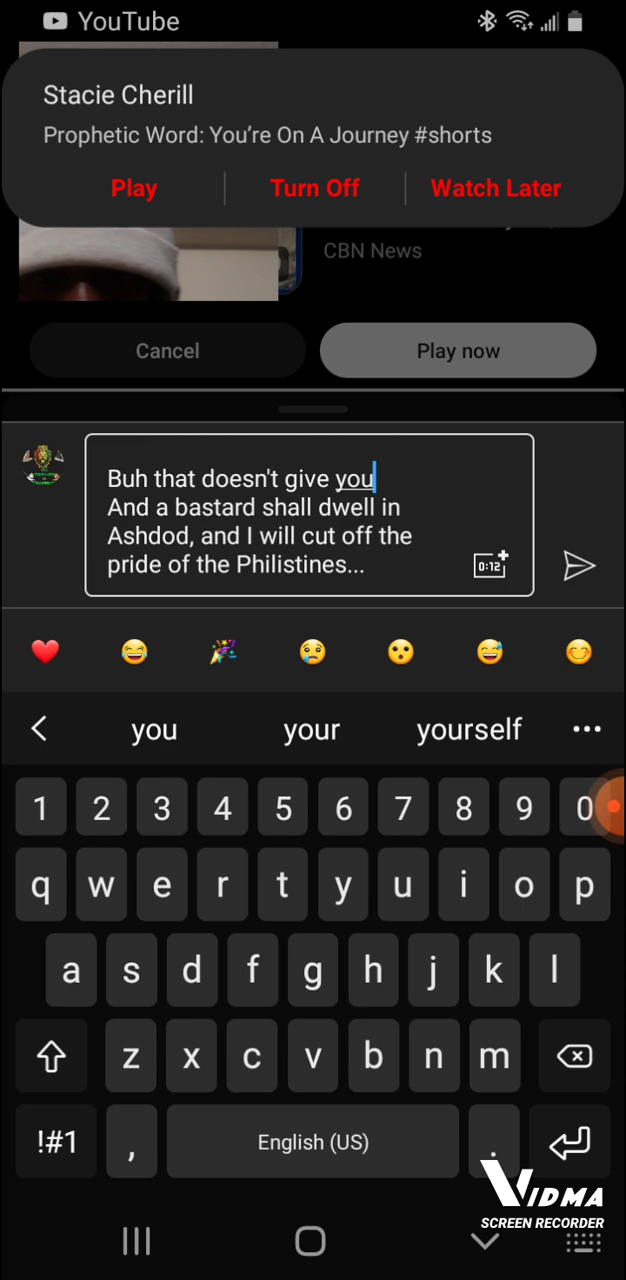 YouTube
Stacie Cherill
Prophetic Word: You're On A Journey #shorts
Play
Turn Off
Watch Later
CBN News
Cancel
Play now
Buh that doesn't give you
And a bastard shall dwell in
Ashdod, and I will cut off the
pride of the Philistines...
0:12
you
your
yourself
1 2 3 4 5 6 7 8 9 0
q w e r t y u i o p
a s d f g h j k l
z x c v b n m
!#1 , English (US) .
VIDMA
SCREEN RECORDER